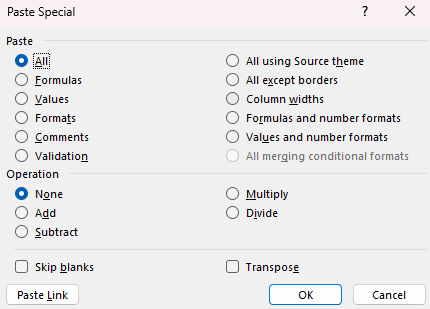 Paste Special ? ×
Paste
All
All using Source theme
Formulas
All except borders
Values
Column widths
Formats
Formulas and number formats
Comments
Values and number formats
Validation
All merging conditional formats
Operation
None
Multiply
Add
Divide
Subtract
Skip blanks
Transpose
Paste Link
OK
Cancel